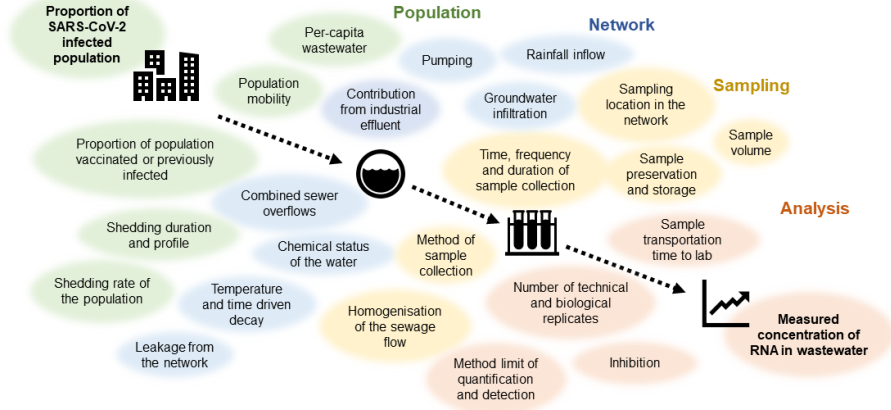 Proportion of
SARS-CoV-2
infected
population
Population
Per-capita
wastewater
Population
mobility
Proportion of population
vaccinated or previously
infected
Shedding duration
and profile
Shedding rate of
the population
Network
Pumping
Rainfall inflow
Contribution
from industrial
effluent
Groundwater
infiltration
Combined sewer
overflows
Chemical status
of the water
Temperature
and time driven
decay
Leakage from
the network
Sampling
Sampling
location in the
network
Sample
volume
Time, frequency
and duration of
sample collection
Sample
preservation
and storage
Method of
sample
collection
Homogenisation
of the sewage
flow
Analysis
Sample
transportation
time to lab
Number of technical
and biological
replicates
Method limit of
quantification
and detection
Inhibition
Measured
concentration of
RNA in wastewater